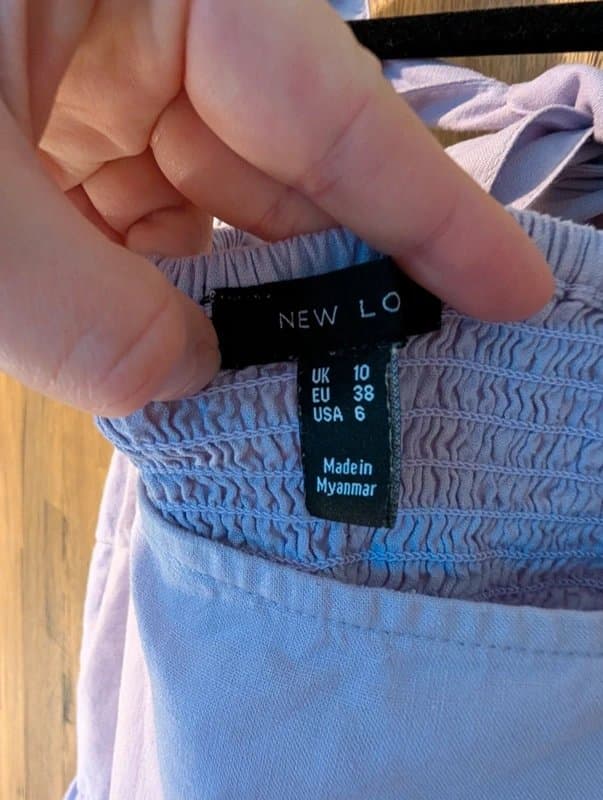 NEW LO
UK 10
EU 38
USA 6
Made in
Myanmar